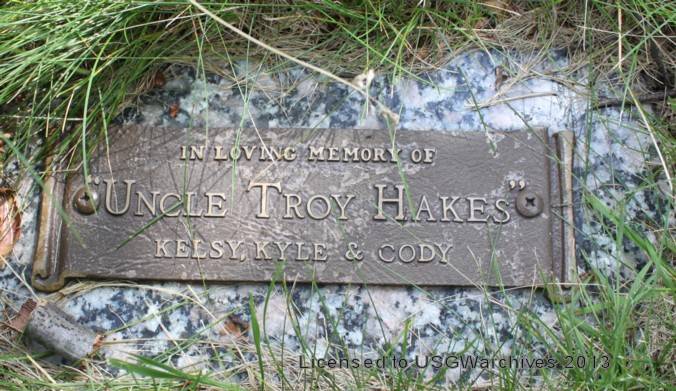 IN LOVING MEMORY OF
"UNCLE TROY HAKES"
KELSY, KYLE & CODY
Licensed to USGWarchives 2013